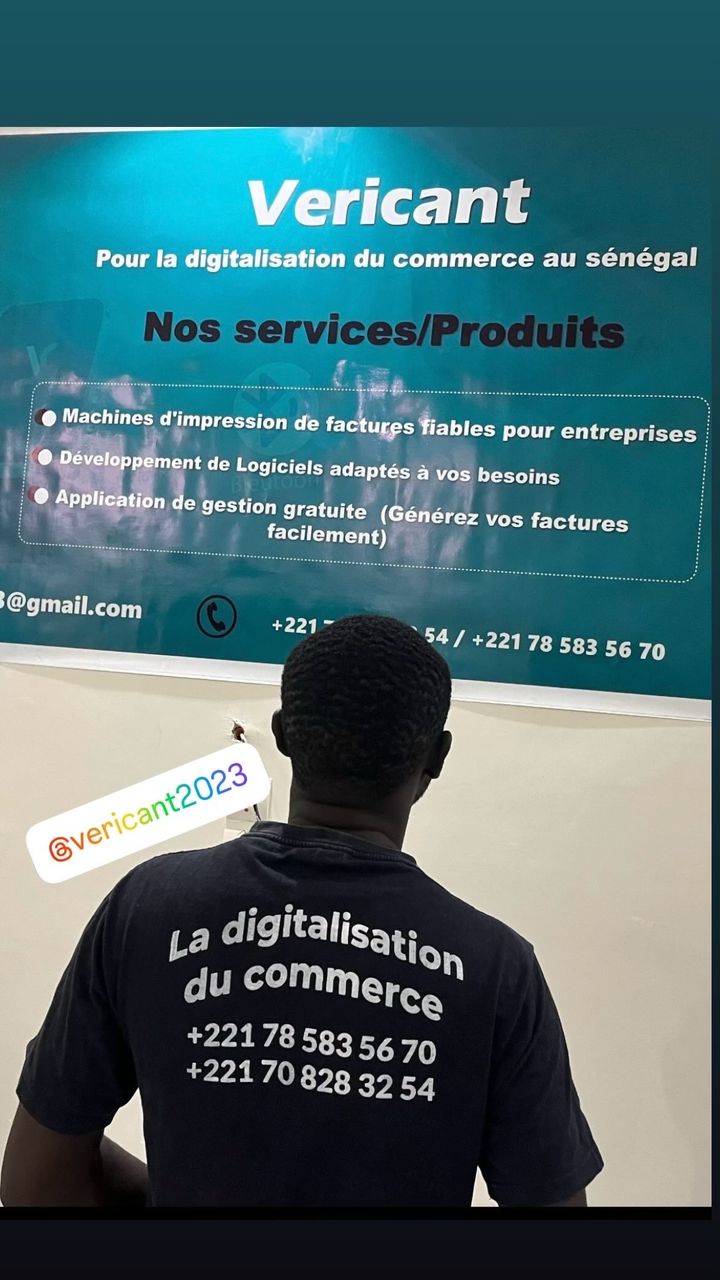 Vericant
Pour la digitalisation du commerce au sénégal
Nos services/Produits
Machines d'impression de factures fiables pour entreprises
Développement de Logiciels adaptés à vos besoins
Application de gestion gratuite (Générez vos factures
facilement)
@gmail.com
+221 54 / +221 78 583 56 70
@vericant2023
La digitalisation
du commerce
+221 78 583 56 70
+221 70 828 32 54